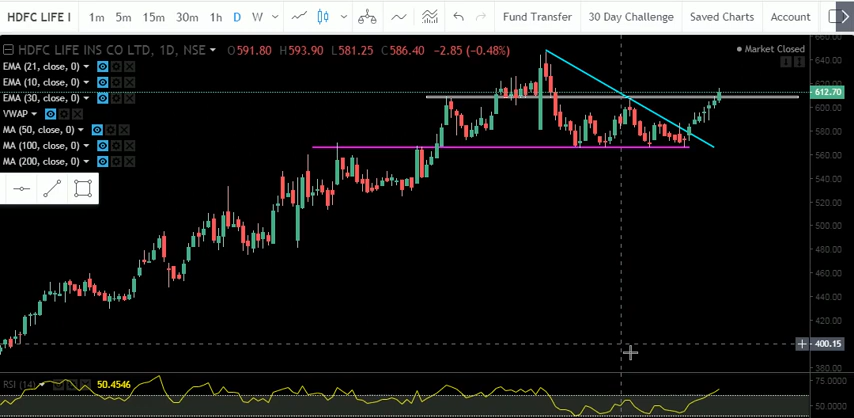 HDFC LIFE I 1m 5m 15m 30m 1h D W Fund Transfer 30 Day Challenge Saved Charts Account
HDFC LIFE INS CO LTD, 1D, NSE O591.80 H593.90 L581.25 C586.40 -2.85 (-0.48%) Market Closed
EMA (21, close, 0)
EMA (10, close, 0)
EMA (30, close, 0)
VWAP
MA (50, close, 0)
MA (100, close, 0)
MA (200, close, 0)
660.00
640.00
620.00
612.70
600.00
580.00
560.00
540.00
520.00
500.00
480.00
460.00
440.00
420.00
400.15
380.00
RSI (14) 50.4546 75.0000
50.0000